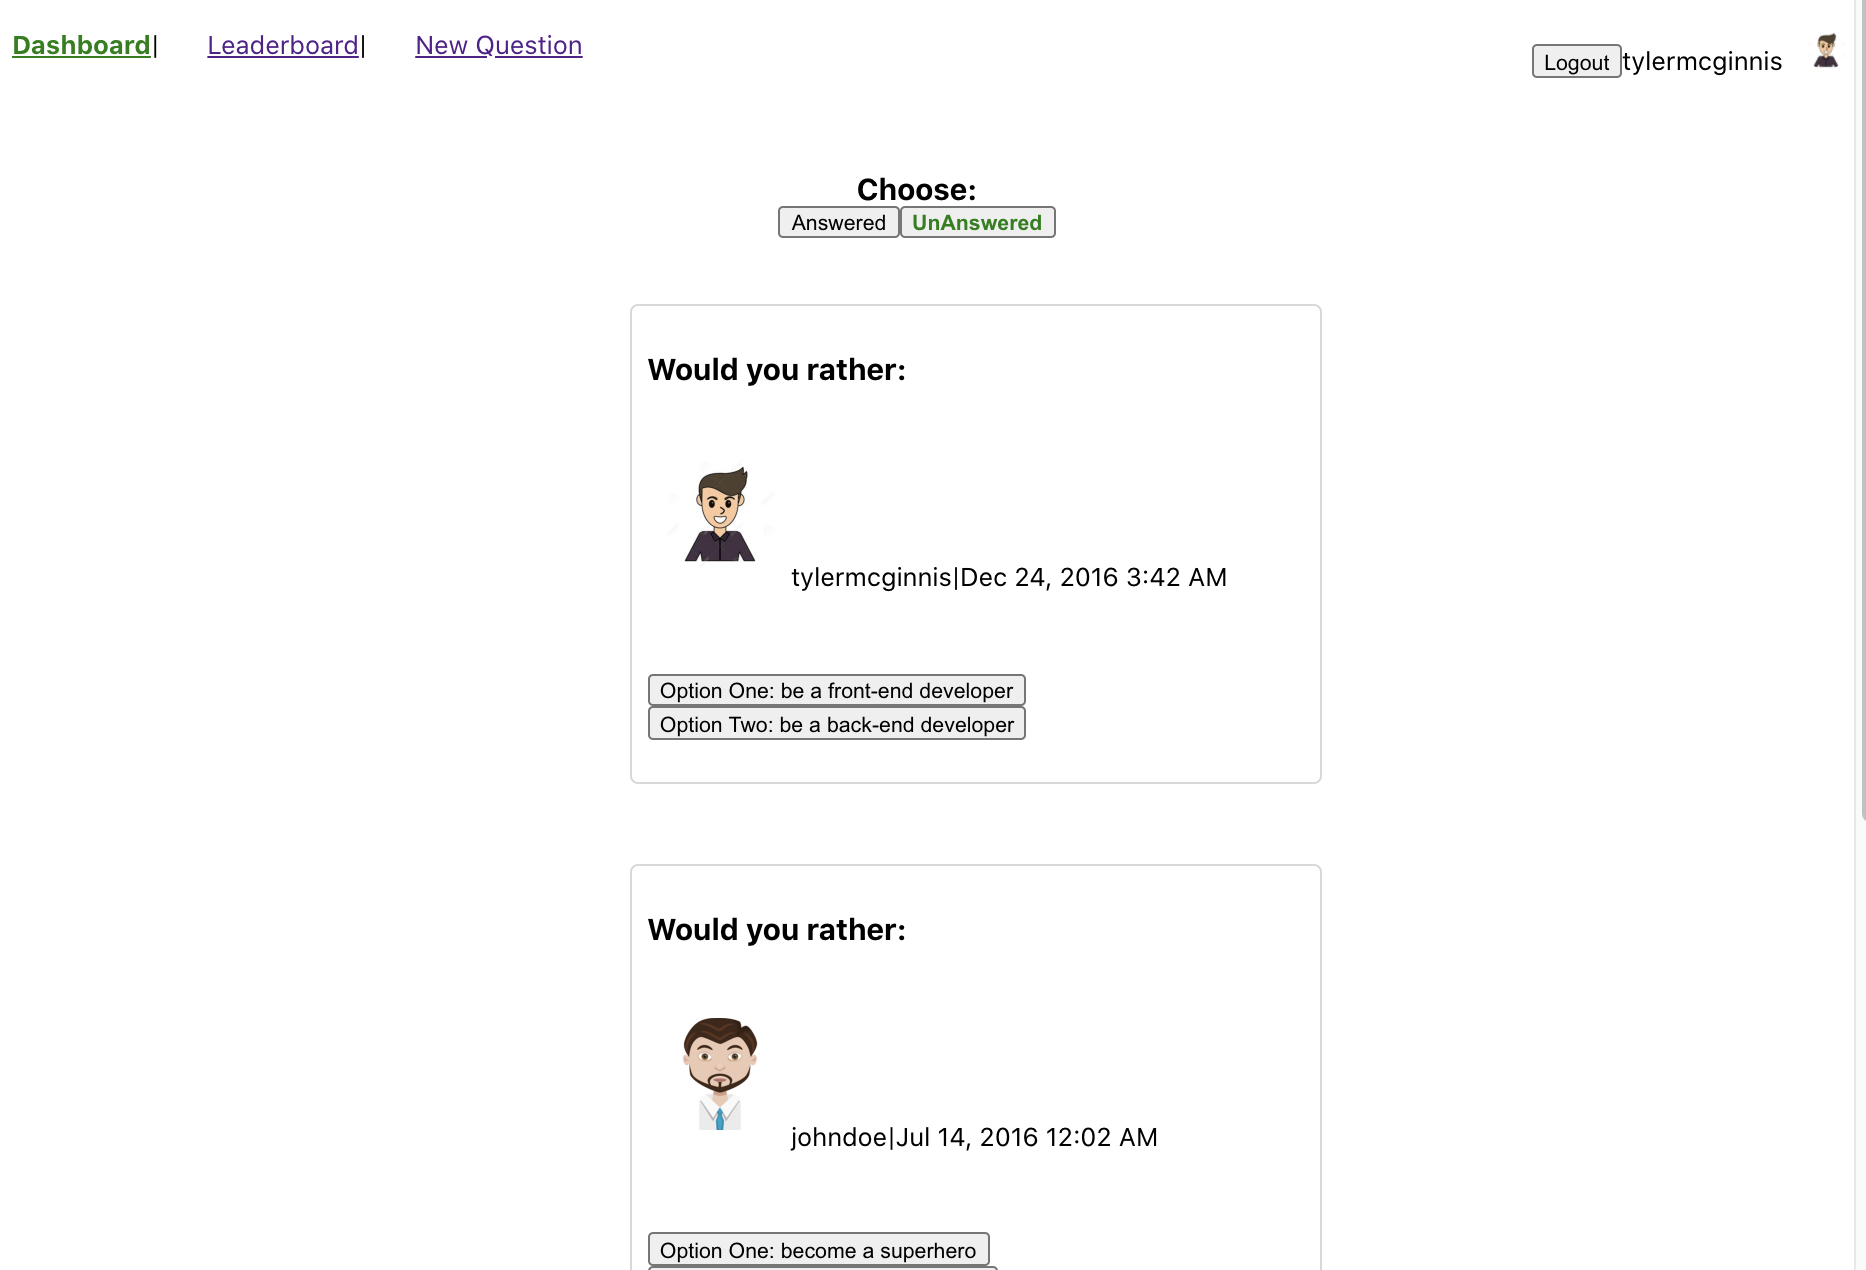 Dashboard| Leaderboard| New Question
Logout tylermcginnis
Choose:
Answered UnAnswered
Would you rather:
tylermcginnis|Dec 24, 2016 3:42 AM
Option One: be a front-end developer
Option Two: be a back-end developer
Would you rather:
johndoe|Jul 14, 2016 12:02 AM
Option One: become a superhero